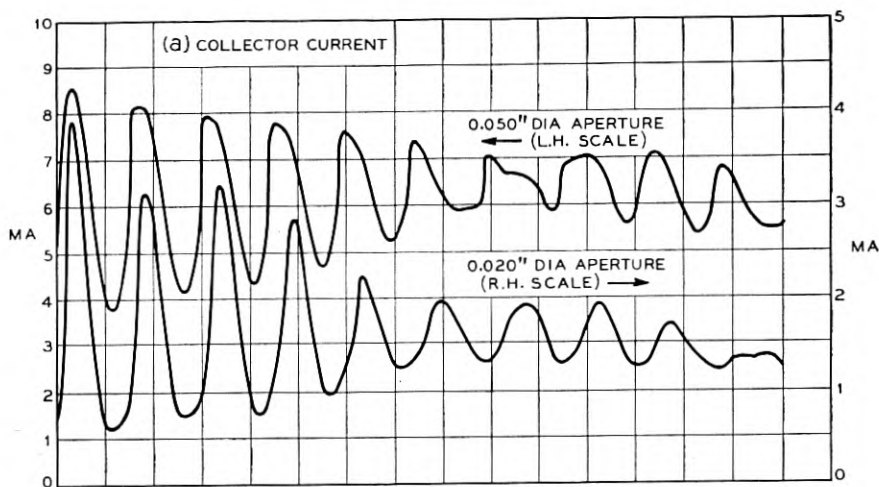 (a) COLLECTOR CURRENT
10
9
8
7
6
5
4
3
2
1
0
MA
0.050" DIA APERTURE
(L.H. SCALE)
0.020" DIA APERTURE
(R.H. SCALE)
5
4
3
2
1
0
MA